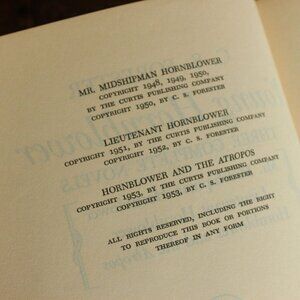 MR. MIDSHIPMAN HORNBLOWER
COPYRIGHT 1948, 1949, 1950,
BY THE CURTIS PUBLISHING COMPANY
COPYRIGHT 1950, BY C. S. FORESTER
LIEUTENANT HORNBLOWER
COPYRIGHT 1951, BY THE CURTIS PUBLISHING COMPANY
COPYRIGHT 1952, BY C. S. FORESTER
HORNBLOWER AND THE ATROPOS
COPYRIGHT 1953, BY THE CURTIS PUBLISHING COMPANY
COPYRIGHT 1953, BY C. S. FORESTER
ALL RIGHTS RESERVED, INCLUDING THE RIGHT
TO REPRODUCE THIS BOOK OR PORTIONS
THEREOF IN ANY FORM